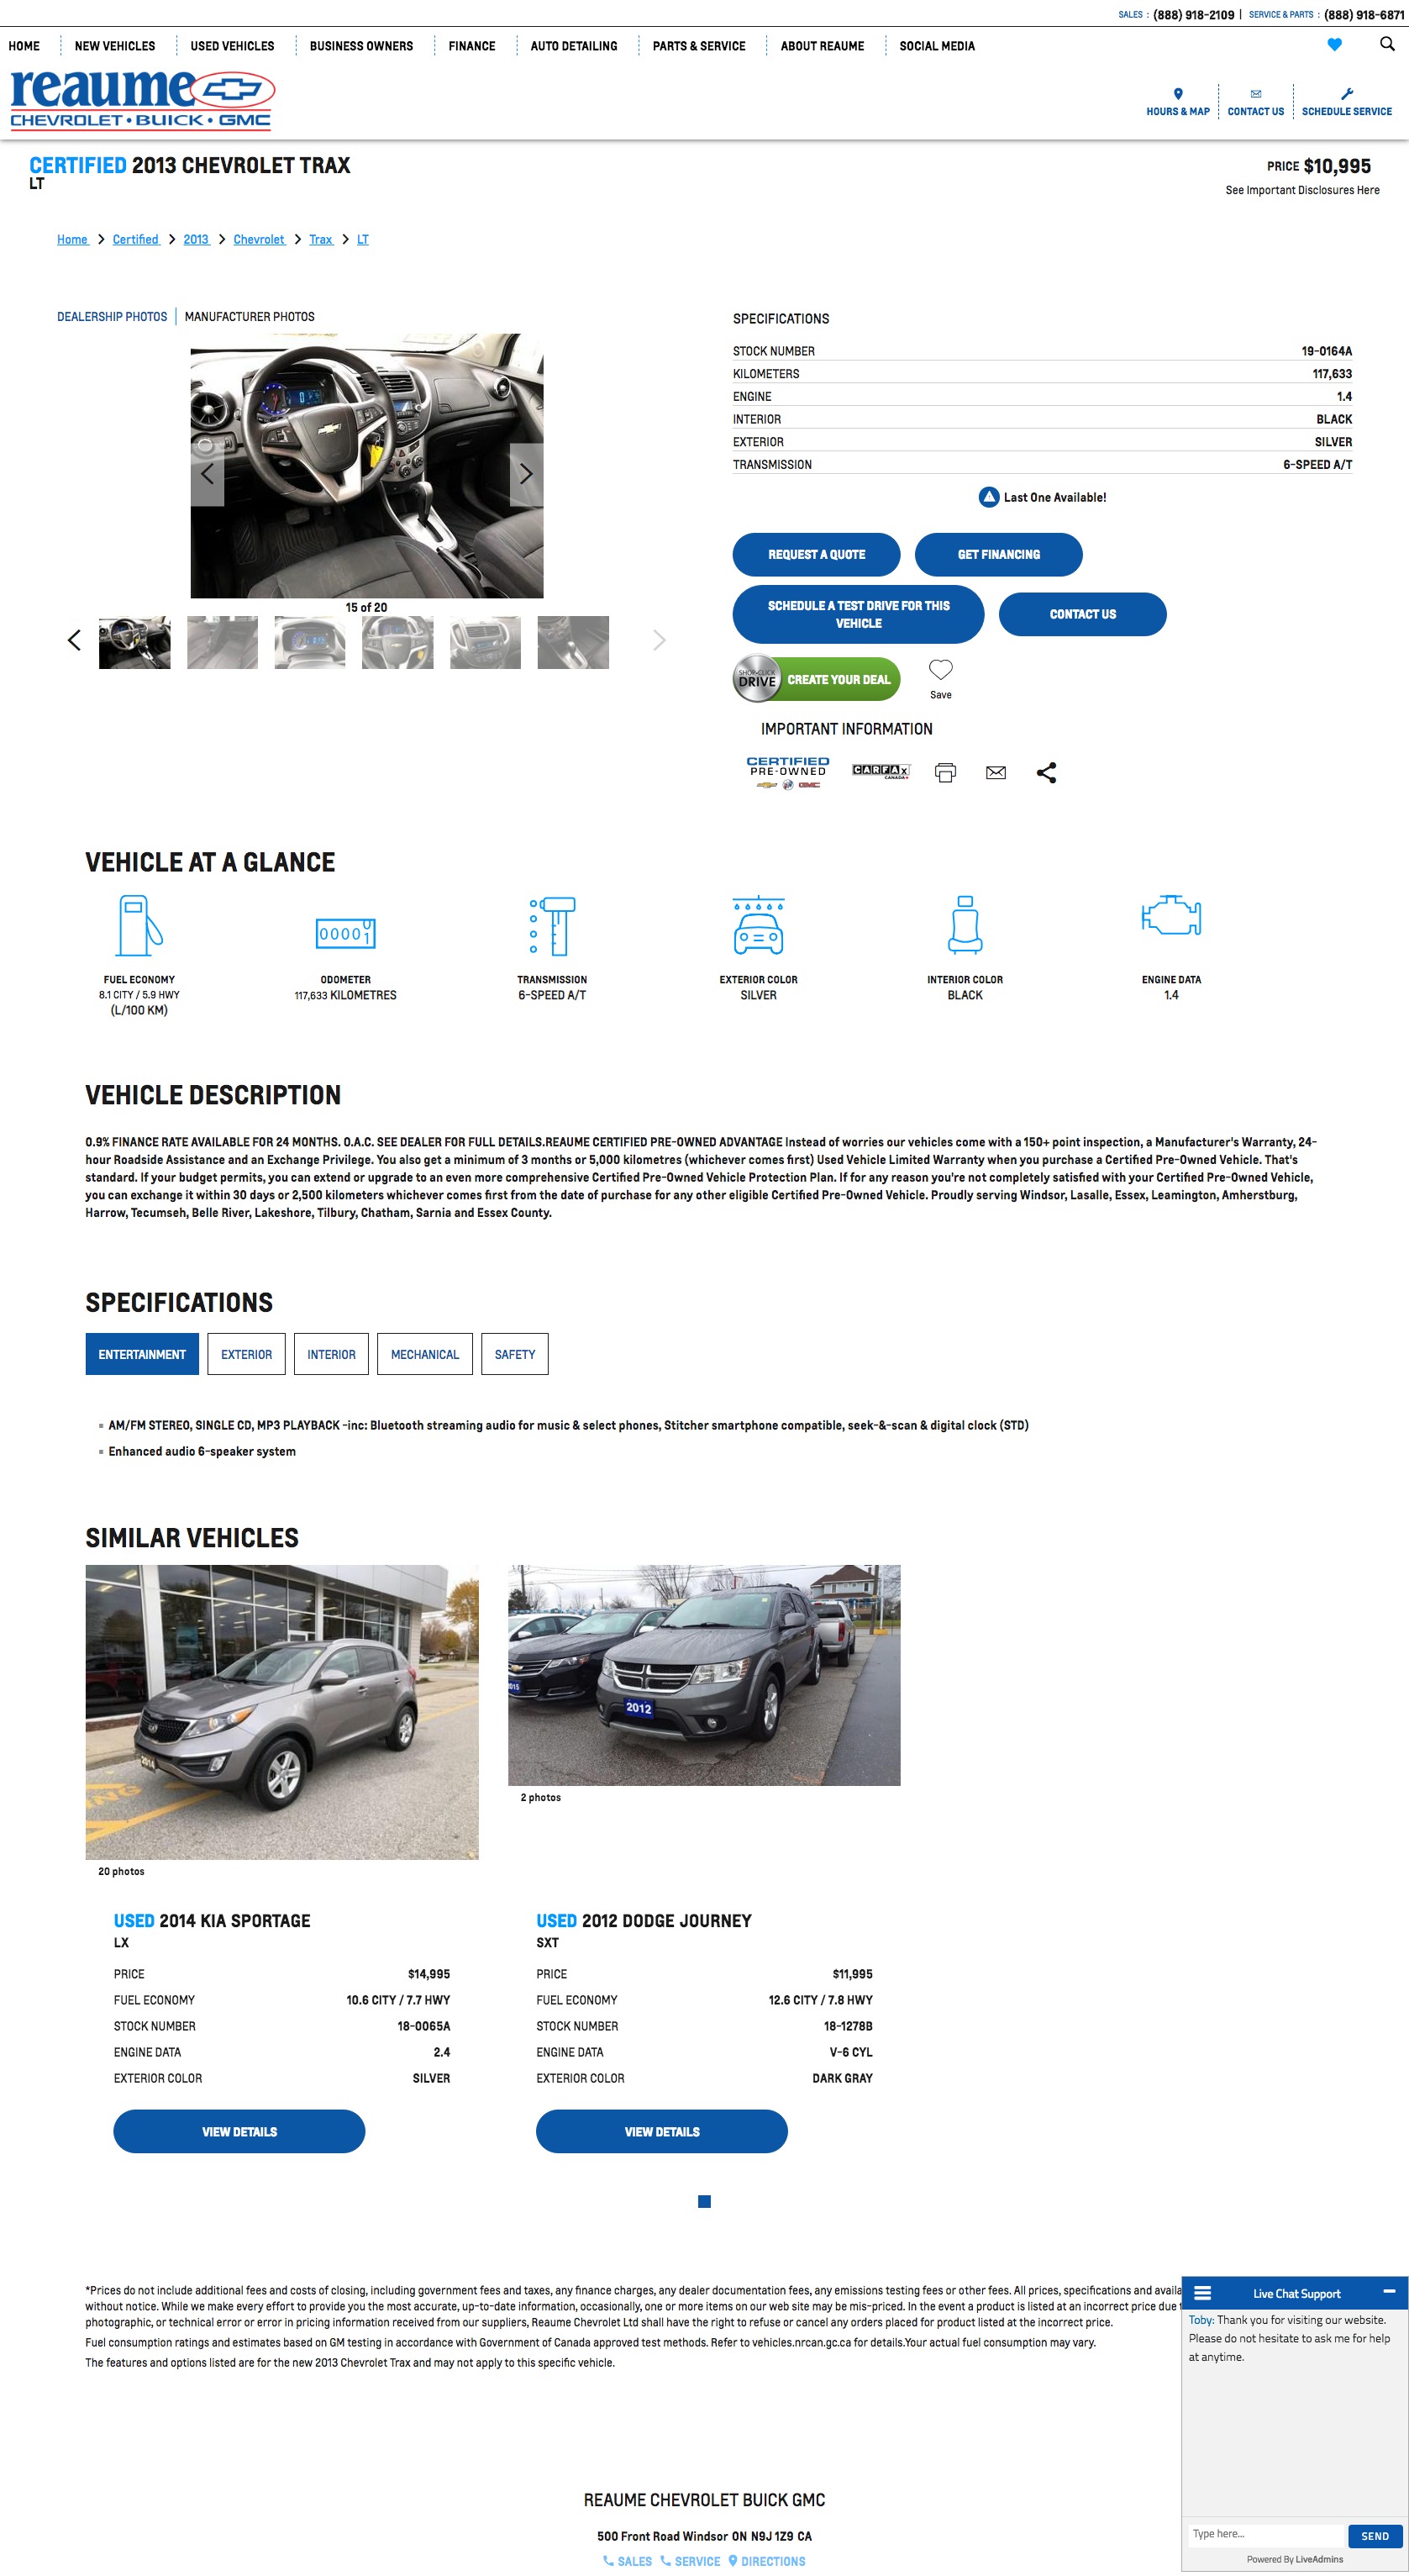 SALES : (888) 918-2109 | SERVICE & PARTS : (888) 918-6871
HOME NEW VEHICLES USED VEHICLES BUSINESS OWNERS FINANCE AUTO DETAILING PARTS & SERVICE ABOUT REAUME SOCIAL MEDIA
reaume
CHEVROLET • BUICK • GMC
HOURS & MAP CONTACT US SCHEDULE SERVICE
CERTIFIED 2013 CHEVROLET TRAX
LT
PRICE $10,995
See Important Disclosures Here
Home > Certified > 2013 > Chevrolet > Trax > LT
DEALERSHIP PHOTOS | MANUFACTURER PHOTOS
15 of 20
SPECIFICATIONS
STOCK NUMBER 19-0164A
KILOMETERS 117,633
ENGINE 1.4
INTERIOR BLACK
EXTERIOR SILVER
TRANSMISSION 6-SPEED A/T
Last One Available!
REQUEST A QUOTE GET FINANCING
SCHEDULE A TEST DRIVE FOR THIS
VEHICLE
CONTACT US
SHOP·CLICK
DRIVE
CREATE YOUR DEAL
Save
IMPORTANT INFORMATION
CERTIFIED
PRE-OWNED
GMC
CARFAX
CANADA
VEHICLE AT A GLANCE
00001
FUEL ECONOMY
8.1 CITY / 5.9 HWY
(L/100 KM)
ODOMETER
117,633 KILOMETRES
TRANSMISSION
6-SPEED A/T
EXTERIOR COLOR
SILVER
INTERIOR COLOR
BLACK
ENGINE DATA
1.4
VEHICLE DESCRIPTION
0.9% FINANCE RATE AVAILABLE FOR 24 MONTHS. O.A.C. SEE DEALER FOR FULL DETAILS.REAUME CERTIFIED PRE-OWNED ADVANTAGE Instead of worries our vehicles come with a 150+ point inspection, a Manufacturer's Warranty, 24-
hour Roadside Assistance and an Exchange Privilege. You also get a minimum of 3 months or 5,000 kilometres (whichever comes first) Used Vehicle Limited Warranty when you purchase a Certified Pre-Owned Vehicle. That's
standard. If your budget permits, you can extend or upgrade to an even more comprehensive Certified Pre-Owned Vehicle Protection Plan. If for any reason you're not completely satisfied with your Certified Pre-Owned Vehicle,
you can exchange it within 30 days or 2,500 kilometers whichever comes first from the date of purchase for any other eligible Certified Pre-Owned Vehicle. Proudly serving Windsor, Lasalle, Essex, Leamington, Amherstburg,
Harrow, Tecumseh, Belle River, Lakeshore, Tilbury, Chatham, Sarnia and Essex County.
SPECIFICATIONS
ENTERTAINMENT EXTERIOR INTERIOR MECHANICAL SAFETY
AM/FM STEREO, SINGLE CD, MP3 PLAYBACK -inc: Bluetooth streaming audio for music & select phones, Stitcher smartphone compatible, seek-&-scan & digital clock (STD)
Enhanced audio 6-speaker system
SIMILAR VEHICLES
2014
2015
2012
20 photos
2 photos
USED 2014 KIA SPORTAGE
LX
PRICE $14,995
FUEL ECONOMY 10.6 CITY / 7.7 HWY
STOCK NUMBER 18-0065A
ENGINE DATA 2.4
EXTERIOR COLOR SILVER
VIEW DETAILS
USED 2012 DODGE JOURNEY
SXT
PRICE $11,995
FUEL ECONOMY 12.6 CITY / 7.8 HWY
STOCK NUMBER 18-1278B
ENGINE DATA V-6 CYL
EXTERIOR COLOR DARK GRAY
VIEW DETAILS
*Prices do not include additional fees and costs of closing, including government fees and taxes, any finance charges, any dealer documentation fees, any emissions testing fees or other fees. All prices, specifications and availa
without notice. While we make every effort to provide you the most accurate, up-to-date information, occasionally, one or more items on our web site may be mis-priced. In the event a product is listed at an incorrect price due t
photographic, or technical error or error in pricing information received from our suppliers, Reaume Chevrolet Ltd shall have the right to refuse or cancel any orders placed for product listed at the incorrect price.
Fuel consumption ratings and estimates based on GM testing in accordance with Government of Canada approved test methods. Refer to vehicles.nrcan.gc.ca for details.Your actual fuel consumption may vary.
The features and options listed are for the new 2013 Chevrolet Trax and may not apply to this specific vehicle.
Live Chat Support
Toby: Thank you for visiting our website.
Please do not hesitate to ask me for help
at anytime.
Type here...
SEND
Powered By LiveAdmins
REAUME CHEVROLET BUICK GMC
500 Front Road Windsor ON N9J 1Z9 CA
SALES SERVICE DIRECTIONS